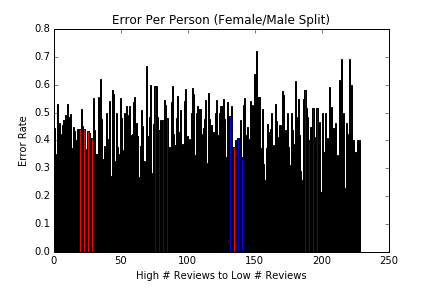 Error Per Person (Female/Male Split)
0.8
0.7
0.6
0.5
0.4
0.3
0.2
0.1
0.0
Error Rate
0 50 100 150 200 250
High # Reviews to Low # Reviews